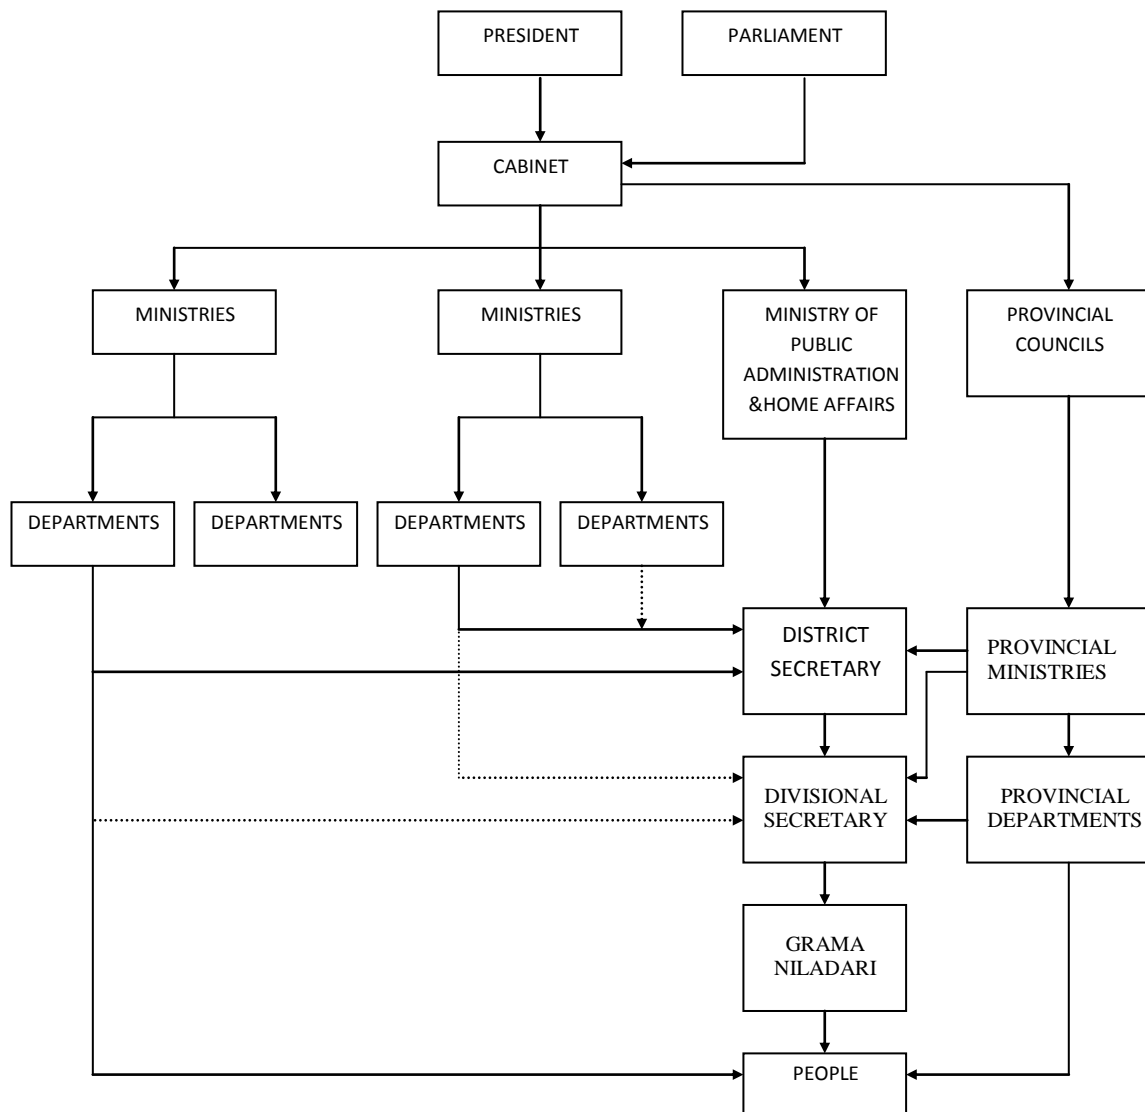 PRESIDENT
PARLIAMENT
CABINET
MINISTRIES
MINISTRIES
MINISTRY OF
PUBLIC
ADMINISTRATION
&HOME AFFAIRS
PROVINCIAL
COUNCILS
DEPARTMENTS
DEPARTMENTS
DEPARTMENTS
DEPARTMENTS
DISTRICT
SECRETARY
PROVINCIAL
MINISTRIES
DIVISIONAL
SECRETARY
PROVINCIAL
DEPARTMENTS
GRAMA
NILADARI
PEOPLE